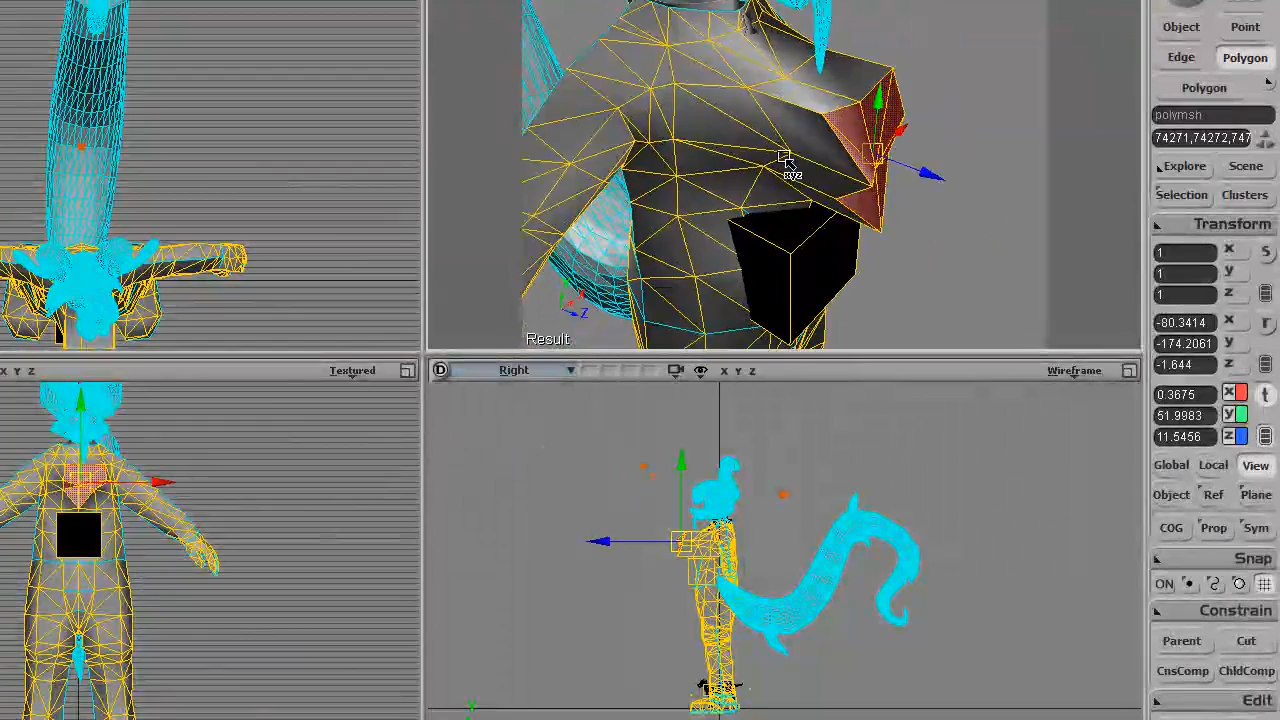 Object Point
Edge Polygon
Polygon
polymsh
74271,74272,747
Explore Scene
Selection Clusters
Transform
1 x s
1 y
1 z
-80.3414 x r
-174.2061 y
-1.644 z
0.3675 x t
51.9983 y
11.5456 z
Global Local View
Object Ref Plane
COG Prop Sym
Snap
ON
Constrain
Parent Cut
CnsComp ChldComp
Edit
xyz
Z
Result
X Y Z Textured
D Right X Y Z Wireframe
Y